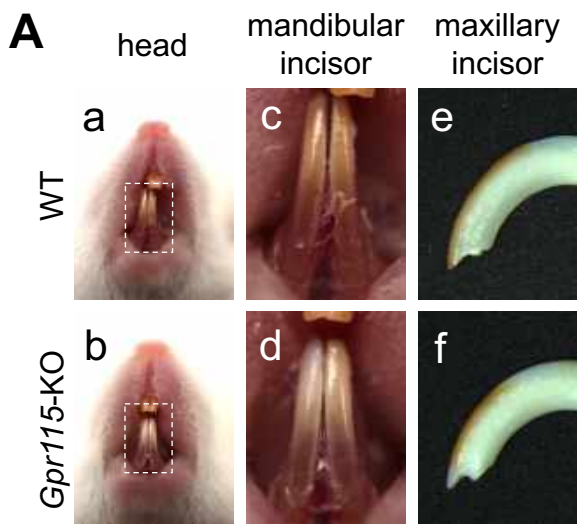 A
head
mandibular
incisor
maxillary
incisor
WT
a
c
e
Gpr115-KO
b
d
f